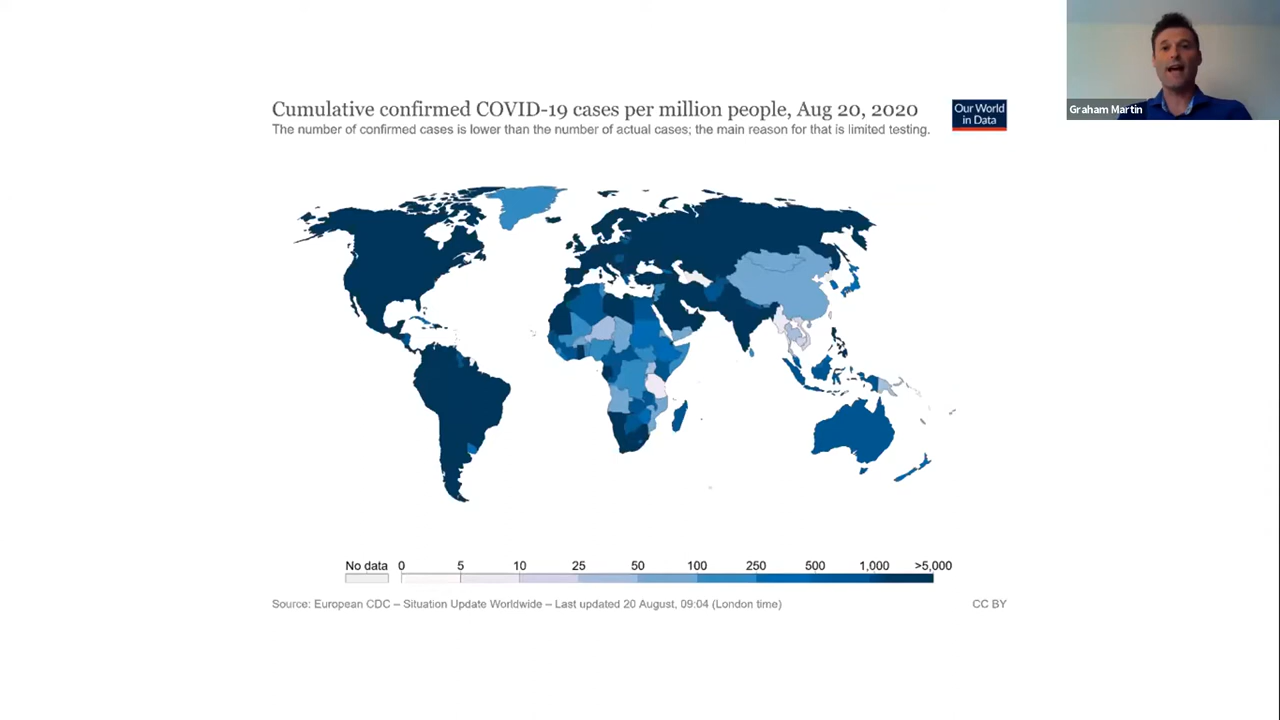 Graham Martin
Cumulative confirmed COVID-19 cases per million people, Aug 20, 2020
The number of confirmed cases is lower than the number of actual cases; the main reason for that is limited testing.
Our World
in Data
No data 0 5 10 25 50 100 250 500 1,000 >5,000
Source: European CDC – Situation Update Worldwide – Last updated 20 August, 09:04 (London time)
CC BY